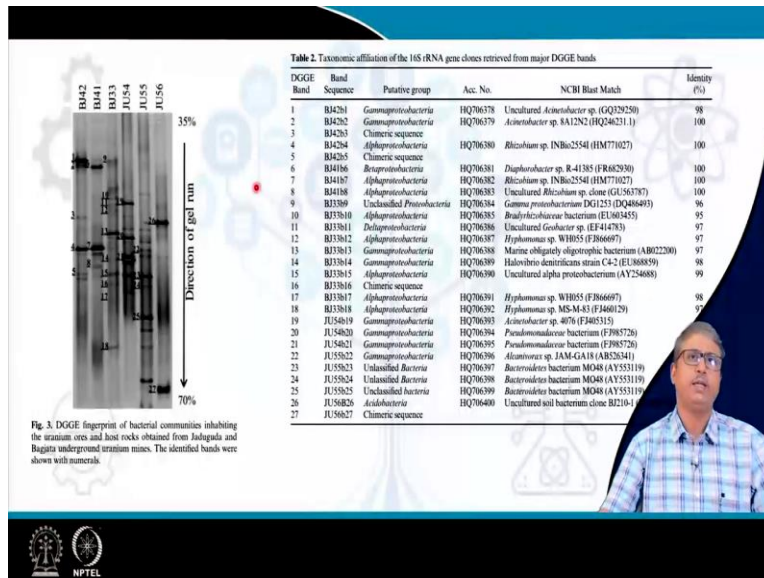 Table 2. Taxonomic affiliation of the 16S rRNA gene clones retrieved from major DGGE bands
DGGE Band Band Sequence Putative group Acc. No. NCBI Blast Match Identity (%)
1 BJ42b1 Gammaproteobacteria HQ706378 Uncultured Acinetobacter sp. (GQ329250) 98
2 BJ42b2 Gammaproteobacteria HQ706379 Acinetobacter sp. 8A12N2 (HQ246231.1) 100
3 BJ42b3 Chimeric sequence
4 BJ42b4 Alphaproteobacteria HQ706380 Rhizobium sp. INBio2554I (HM771027) 100
5 BJ42b5 Chimeric sequence
6 BJ41b6 Betaproteobacteria HQ706381 Diaphorobacter sp. R-41385 (FR682930) 100
7 BJ41b7 Alphaproteobacteria HQ706382 Rhizobium sp. INBio2554I (HM771027) 100
8 BJ41b8 Alphaproteobacteria HQ706383 Uncultured Rhizobium sp. clone (GU563787) 100
9 BJ33b9 Unclassified Proteobacteria HQ706384 Gamma proteobacterium DG1253 (DQ486493) 96
10 BJ33b10 Alphaproteobacteria HQ706385 Bradyrhizobiaceae bacterium (EU603455) 95
11 BJ33b11 Deltaproteobacteria HQ706386 Uncultured Geobacter sp. (EF414783) 97
12 BJ33b12 Alphaproteobacteria HQ706387 Hyphomonas sp. WH055 (FJ866697) 97
13 BJ33b13 Gammaproteobacteria HQ706388 Marine obligately oligotrophic bacterium (AB022200) 97
14 BJ33b14 Gammaproteobacteria HQ706389 Halovibrio denitrificans strain C4-2 (EU868859) 98
15 BJ33b15 Alphaproteobacteria HQ706390 Uncultured alpha proteobacterium (AY254688) 99
16 BJ33b16 Chimeric sequence
17 BJ33b17 Alphaproteobacteria HQ706391 Hyphomonas sp. WH055 (FJ866697) 98
18 BJ33b18 Alphaproteobacteria HQ706392 Hyphomonas sp. MS-M-83 (FJ460129) 97
19 JU54b19 Gammaproteobacteria HQ706393 Acinetobacter sp. 4076 (FJ405315)
20 JU54b20 Gammaproteobacteria HQ706394 Pseudomonadaceae bacterium (FJ985726)
21 JU54b21 Gammaproteobacteria HQ706395 Pseudomonadaceae bacterium (FJ985726)
22 JU55b22 Gammaproteobacteria HQ706396 Alcanivorax sp. JAM-GA18 (AB526341)
23 JU55b23 Unlassified Bacteria HQ706397 Bacteroidetes bacterium MO48 (AY553119)
24 JU55b24 Unlassified Bacteria HQ706398 Bacteroidetes bacterium MO48 (AY553119)
25 JU55b25 Unclassified bacteria HQ706399 Bacteroidetes bacterium MO48 (AY553119)
26 JU56B26 Acidobacteria HQ706400 Uncultured soil bacterium clone BJ210-1
27 JU56b27 Chimeric sequence
BJ42 BJ41 BJ33 JU54 JU55 JU56
35%
Direction of gel run
70%
Fig. 3. DGGE fingerprint of bacterial communities inhabiting
the uranium ores and host rocks obtained from Jaduguda and
Bagjata underground uranium mines. The identified bands were
shown with numerals.
NPTEL